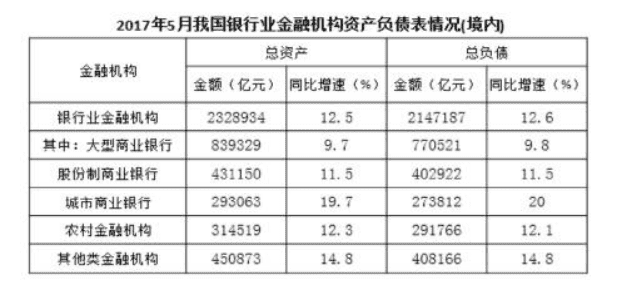 2017年5月我国银行业金融机构资产负债表情况(境内)
金融机构 总资产 总负债
金额（亿元） 同比增速（%） 金额（亿元） 同比增速（%）
银行业金融机构 2328934 12.5 2147187 12.6
其中：大型商业银行 839329 9.7 770521 9.8
股份制商业银行 431150 11.5 402922 11.5
城市商业银行 293063 19.7 273812 20
农村金融机构 314519 12.3 291766 12.1
其他类金融机构 450873 14.8 408166 14.8